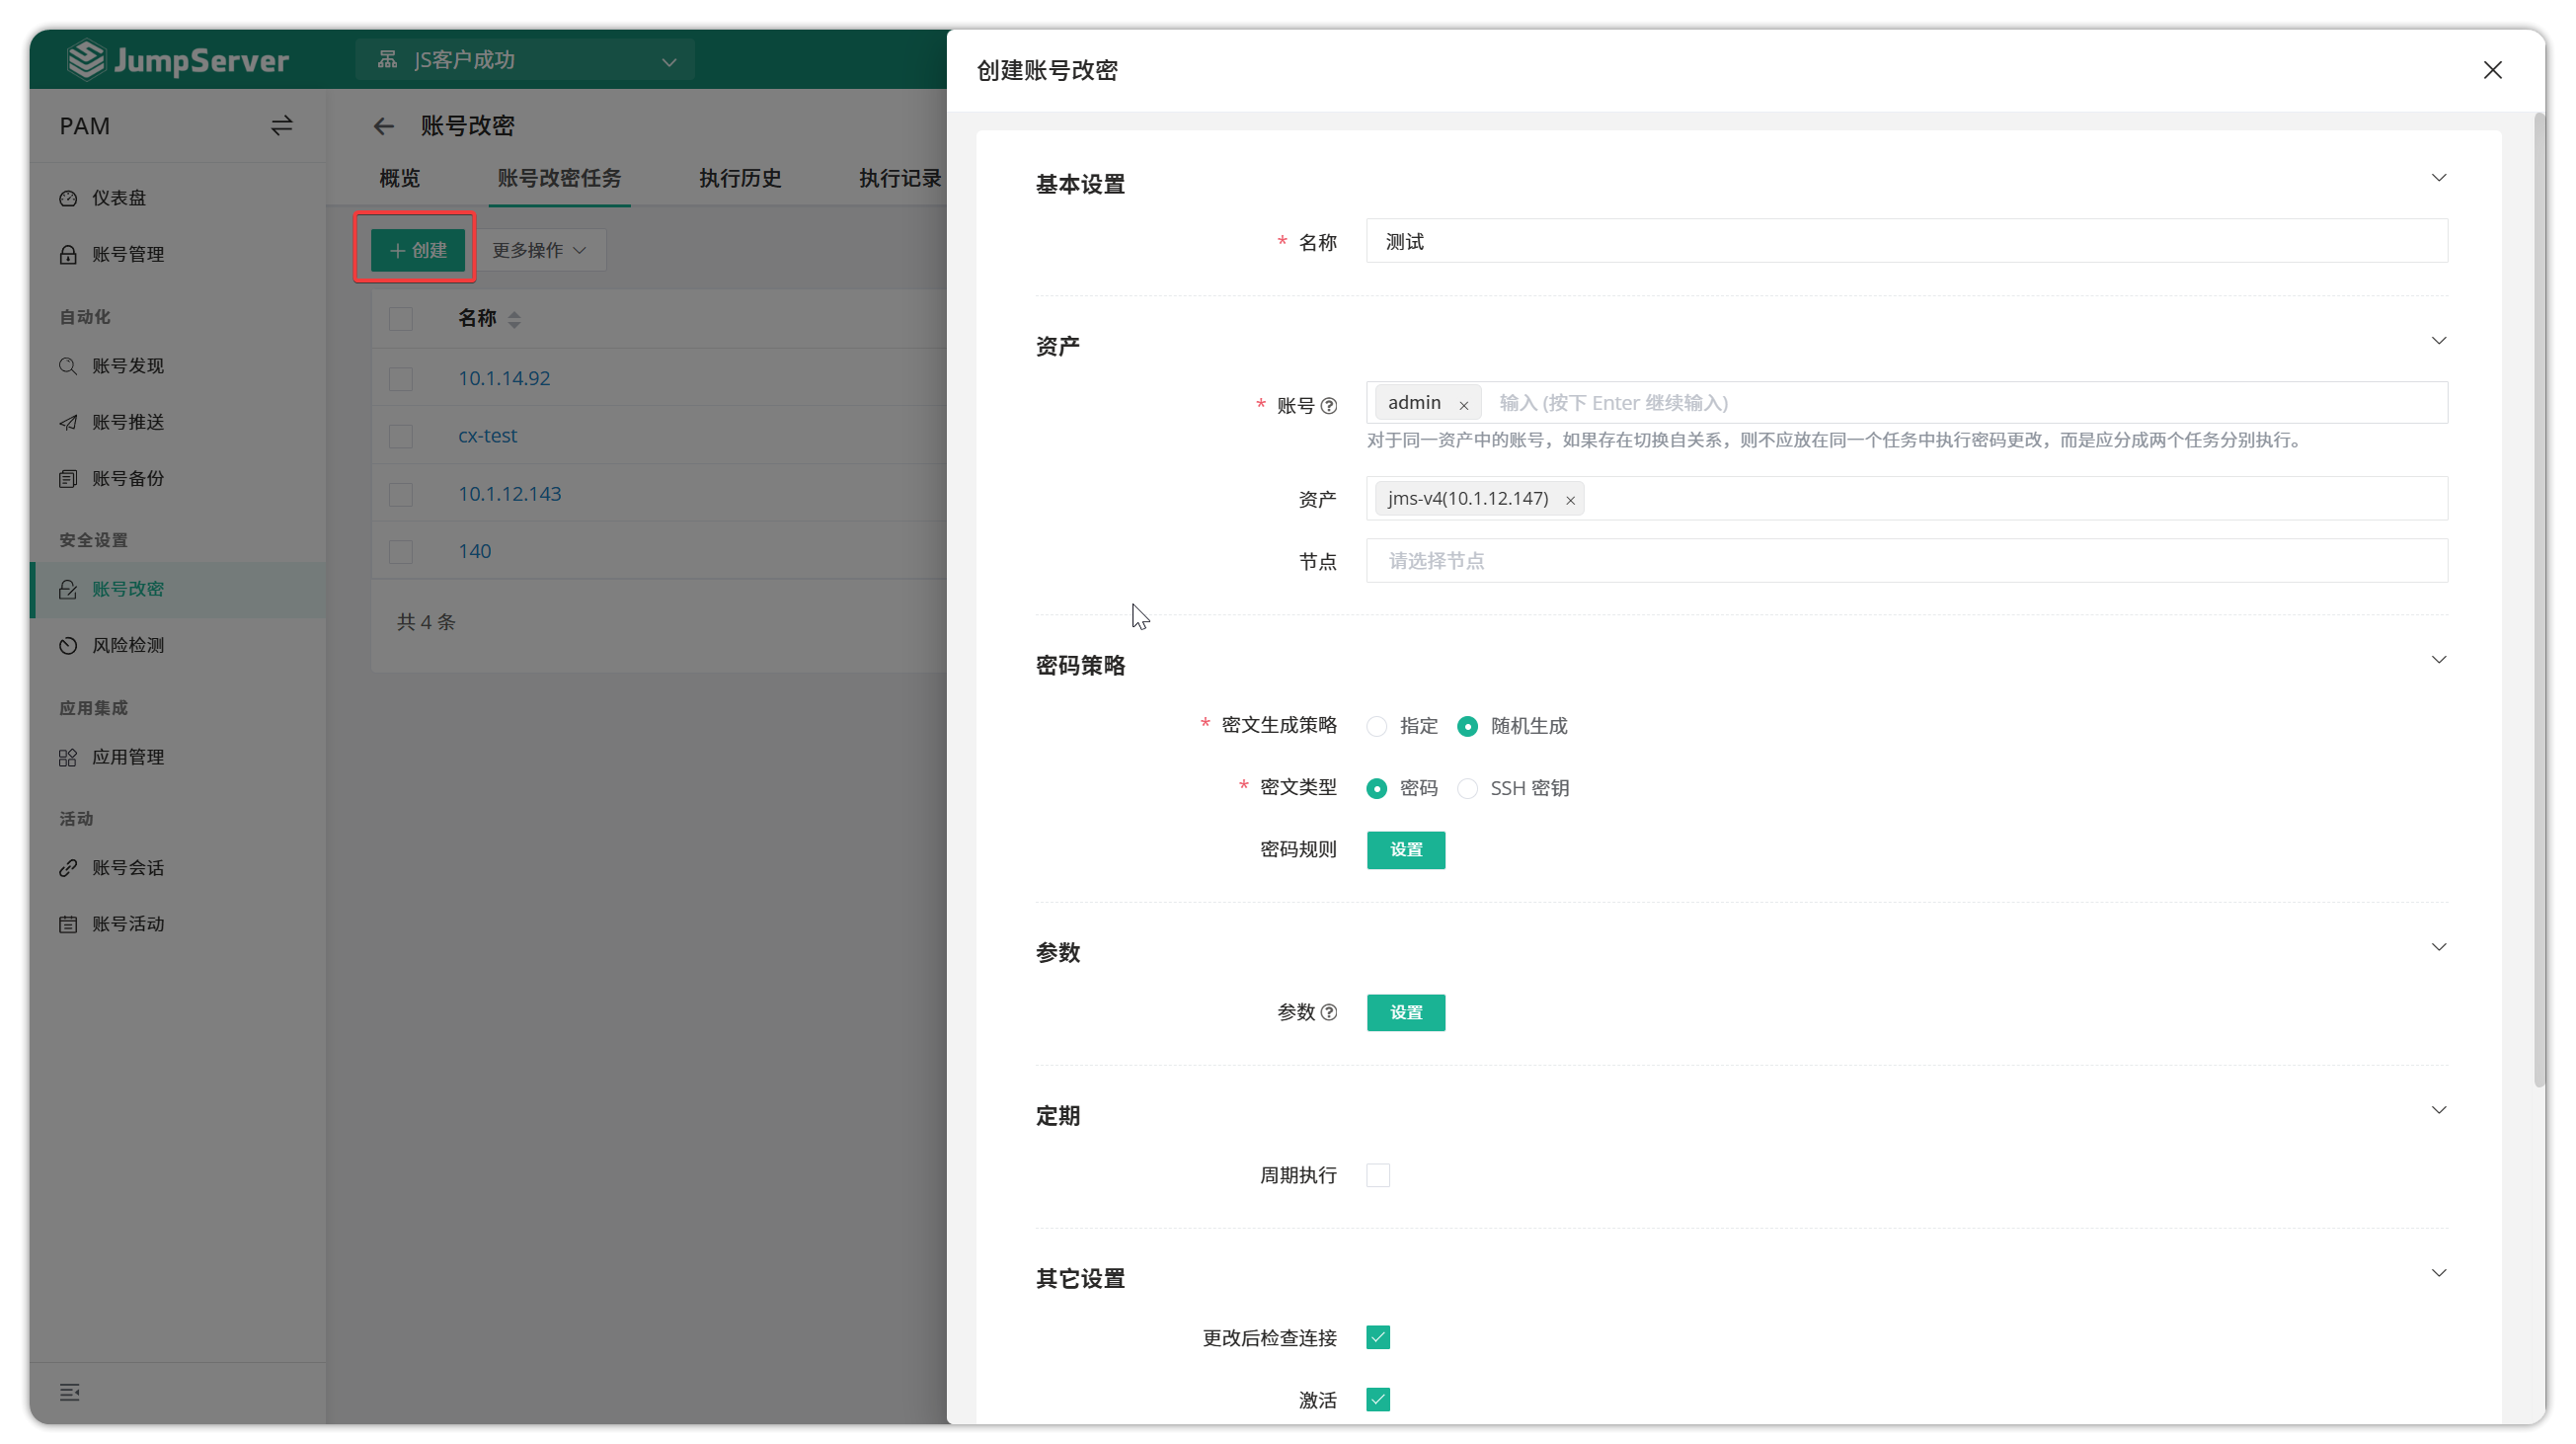 JumpServer
JS客户成功
PAM
仪表盘
账号管理
自动化
账号发现
账号推送
账号备份
安全设置
账号改密
风险检测
应用集成
应用管理
活动
账号会话
账号活动
账号改密
概览 账号改密任务 执行历史 执行记录
创建 更多操作
名称
10.1.14.92
cx-test
10.1.12.143
140
共 4 条
创建账号改密
基本设置
* 名称 测试
资产
* 账号 admin × 输入 (按下 Enter 继续输入)
对于同一资产中的账号，如果存在切换自关系，则不应放在同一个任务中执行密码更改，而是应分成两个任务分别执行。
资产 jms-v4(10.1.12.147) ×
节点 请选择节点
密码策略
* 密文生成策略 指定 随机生成
* 密文类型 密码 SSH 密钥
密码规则 设置
参数
参数 设置
定期
周期执行
其它设置
更改后检查连接
激活